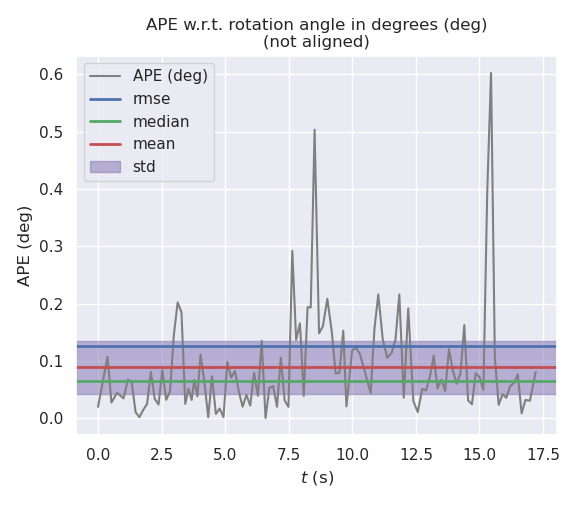 APE w.r.t. rotation angle in degrees (deg)
(not aligned)
APE (deg)
rmse
median
mean
std
APE (deg)
0.6
0.5
0.4
0.3
0.2
0.1
0.0
0.0 2.5 5.0 7.5 10.0 12.5 15.0 17.5
t (s)